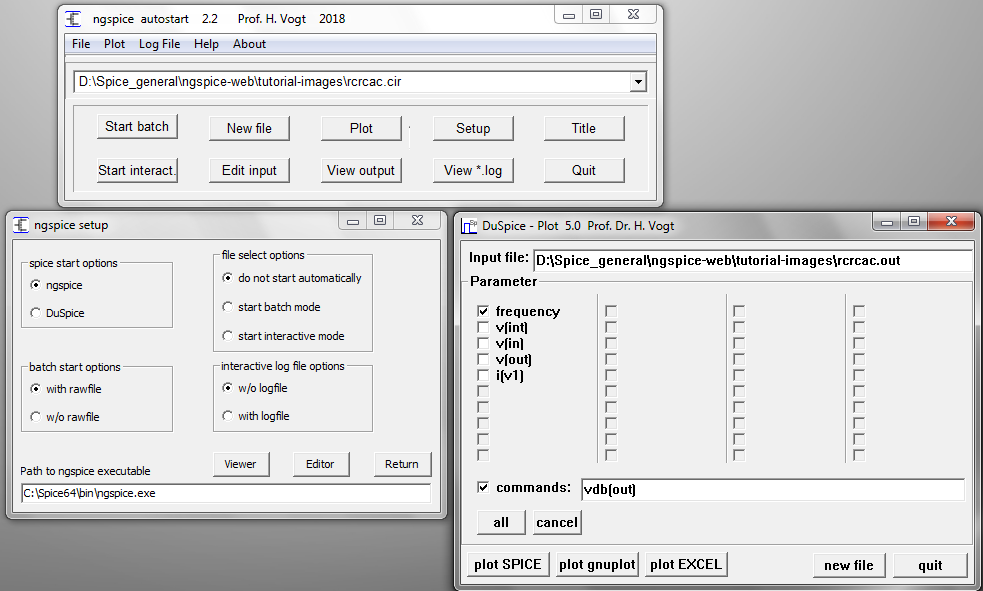 ngspice autostart 2.2 Prof. H. Vogt 2018
File Plot Log File Help About
D:\Spice_general\ngspice-web\tutorial-images\rcrcac.cir
Start batch New file Plot Setup Title
Start interact. Edit input View output View *.log Quit
ngspice setup
spice start options
ngspice
DuSpice
file select options
do not start automatically
start batch mode
start interactive mode
batch start options
with rawfile
w/o rawfile
interactive log file options
w/o logfile
with logfile
Viewer Editor Return
Path to ngspice executable
C:\Spice64\bin\ngspice.exe
DuSpice - Plot 5.0 Prof. Dr. H. Vogt
Input file: D:\Spice_general\ngspice-web\tutorial-images\rcrcac.out
Parameter
frequency
v(int)
v(in)
v(out)
i(v1)
commands: vdb(out)
all cancel
plot SPICE plot gnuplot plot EXCEL new file quit